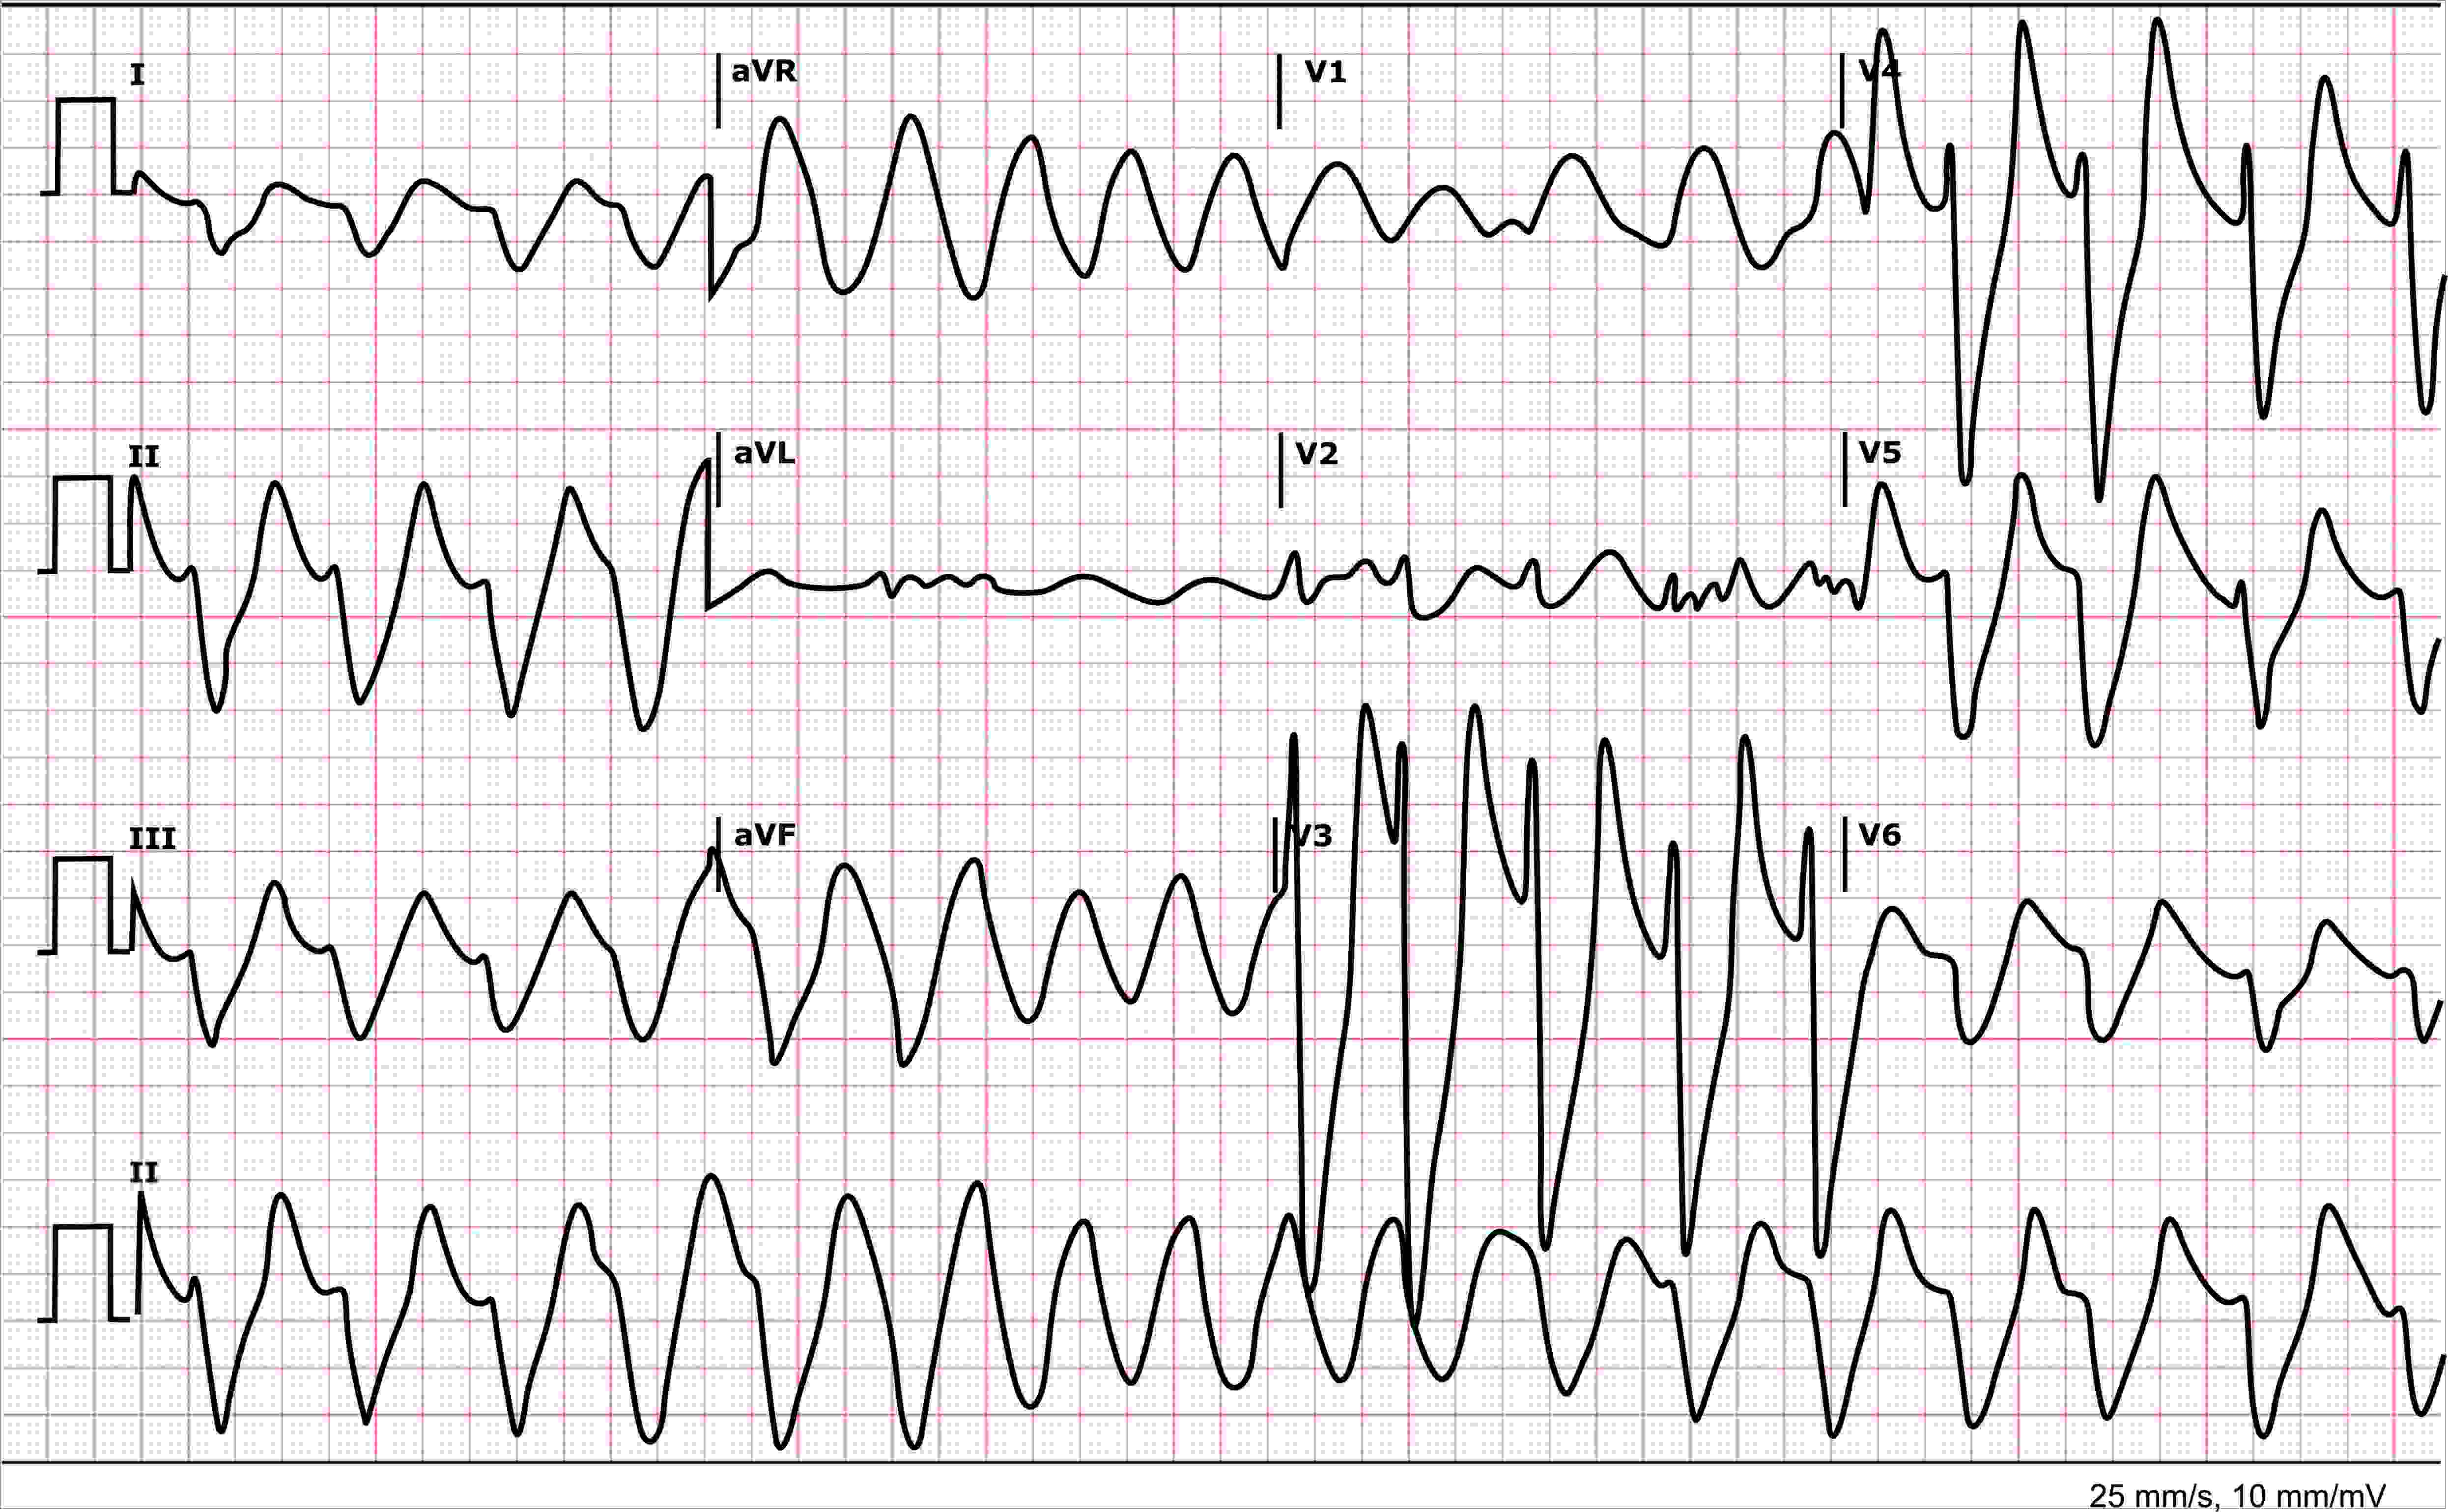 I aVR V1 V4
II aVL V2 V5
III aVF V3 V6
II
25 mm/s, 10 mm/mV